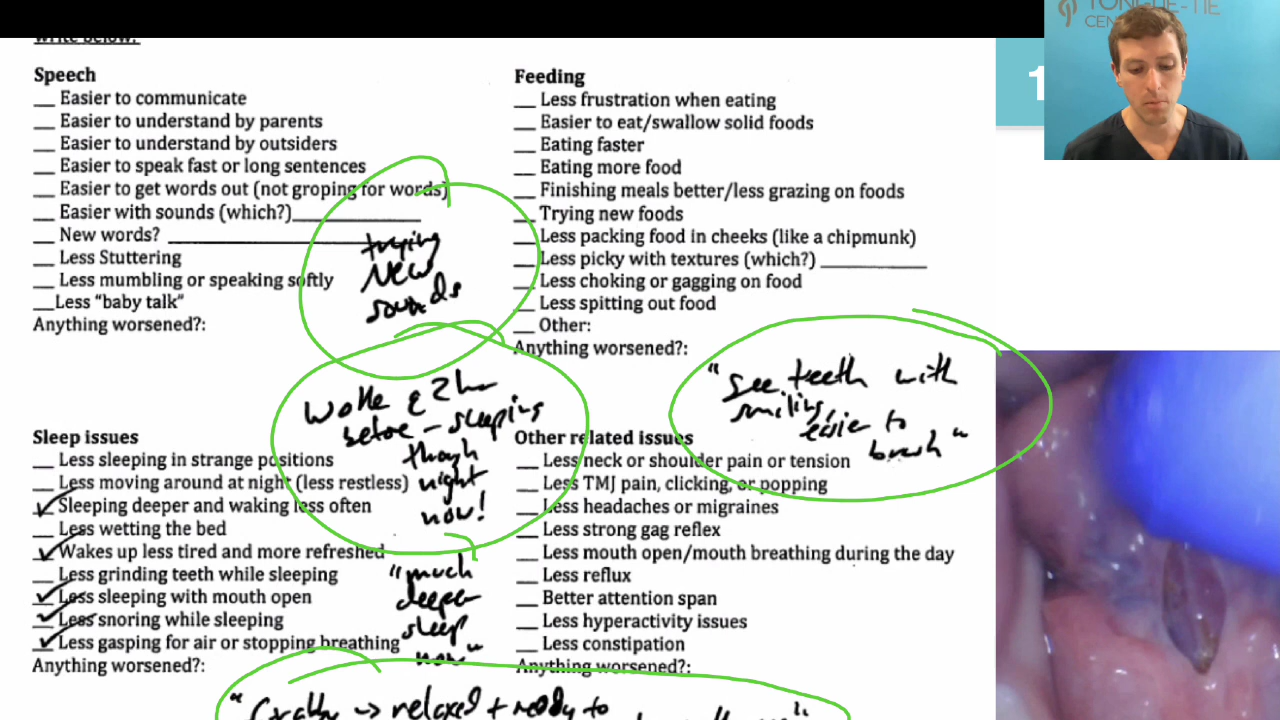 write below:
TONGUE-TIE
CEN
1
Speech
__ Easier to communicate
__ Easier to understand by parents
__ Easier to understand by outsiders
__ Easier to speak fast or long sentences
__ Easier to get words out (not groping for words)
__ Easier with sounds (which?)____________
__ New words? ____________
__ Less Stuttering
__ Less mumbling or speaking softly
__Less "baby talk"
Anything worsened?:
trying
New
sounds
Feeding
__ Less frustration when eating
__ Easier to eat/swallow solid foods
__ Eating faster
__ Eating more food
__ Finishing meals better/less grazing on foods
__ Trying new foods
__ Less packing food in cheeks (like a chipmunk)
__ Less picky with textures (which?) __________
__ Less choking or gagging on food
__ Less spitting out food
__ Other:
Anything worsened?:
Woke q 2 hr
before - sleeping
through
night
now!
"See teeth with
smiling,
easier to
brush"
Sleep issues
__ Less sleeping in strange positions
__ Less moving around at night (less restless)
✓ Sleeping deeper and waking less often
__ Less wetting the bed
✓ Wakes up less tired and more refreshed
__ Less grinding teeth while sleeping
✓ Less sleeping with mouth open
✓ Less snoring while sleeping
✓ Less gasping for air or stopping breathing
Anything worsened?:
"much
deeper
sleep
now"
Other related issues
__ Less neck or shoulder pain or tension
__ Less TMJ pain, clicking, or popping
__ Less headaches or migraines
__ Less strong gag reflex
__ Less mouth open/mouth breathing during the day
__ Less reflux
__ Better attention span
__ Less hyperactivity issues
__ Less constipation
Anything worsened?:
relaxed + ready to